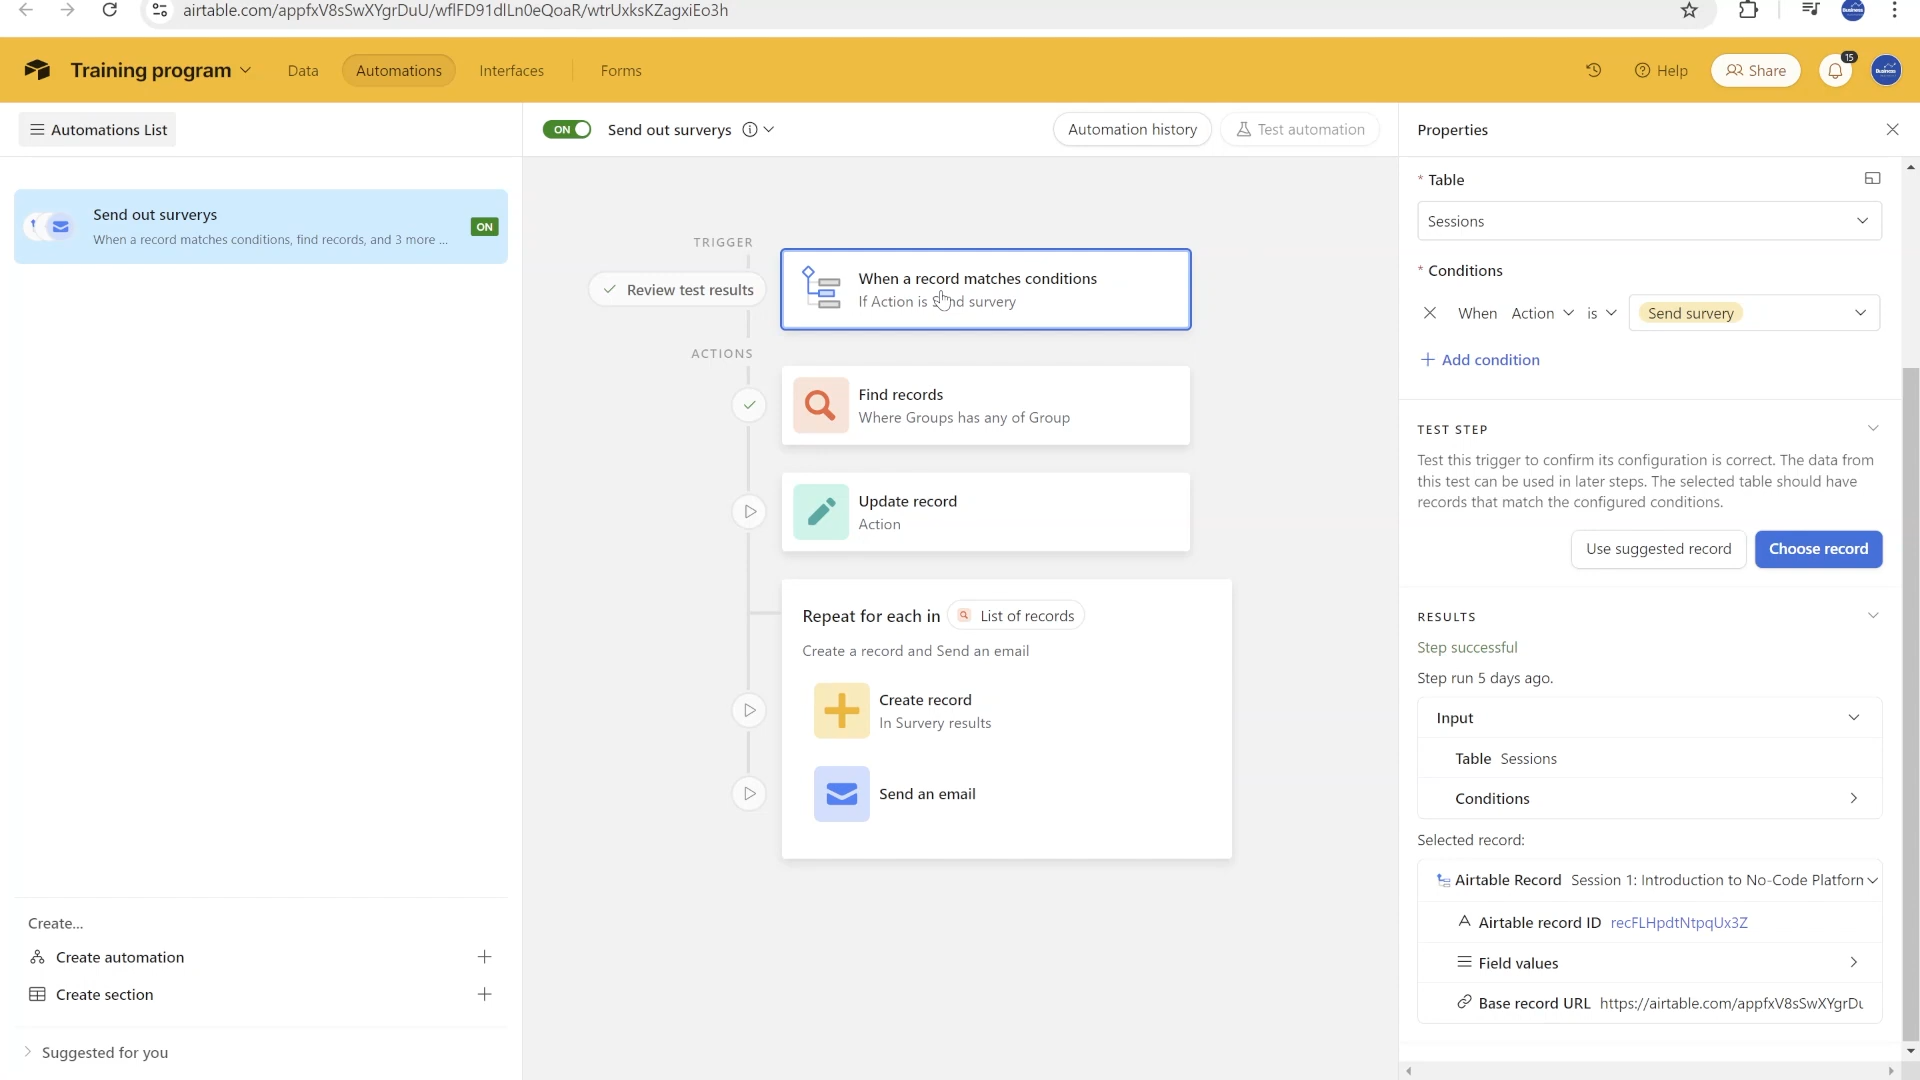 airtable.com/appfxV8sSwXYgrDuU/wflFD91dlLn0eQoaR/wtrUxksKZagxiEo3h
Training program
Data
Automations
Interfaces
Forms
Help
Share
15
Automations List
ON
Send out surverys
Automation history
Test automation
Properties
Send out surverys
When a record matches conditions, find records, and 3 more ...
ON
TRIGGER
Review test results
When a record matches conditions
If Action is Send survery
ACTIONS
Find records
Where Groups has any of Group
Update record
Action
Repeat for each in
List of records
Create a record and Send an email
Create record
In Survery results
Send an email
* Table
Sessions
* Conditions
When
Action
is
Send survery
Add condition
TEST STEP
Test this trigger to confirm its configuration is correct. The data from
this test can be used in later steps. The selected table should have
records that match the configured conditions.
Use suggested record
Choose record
RESULTS
Step successful
Step run 5 days ago.
Input
Table Sessions
Conditions
Selected record:
Airtable Record Session 1: Introduction to No-Code Platform
Airtable record ID recFLHpdtNtpqUx3Z
Field values
Base record URL https://airtable.com/appfxV8sSwXYgrDu
Create...
Create automation
Create section
Suggested for you